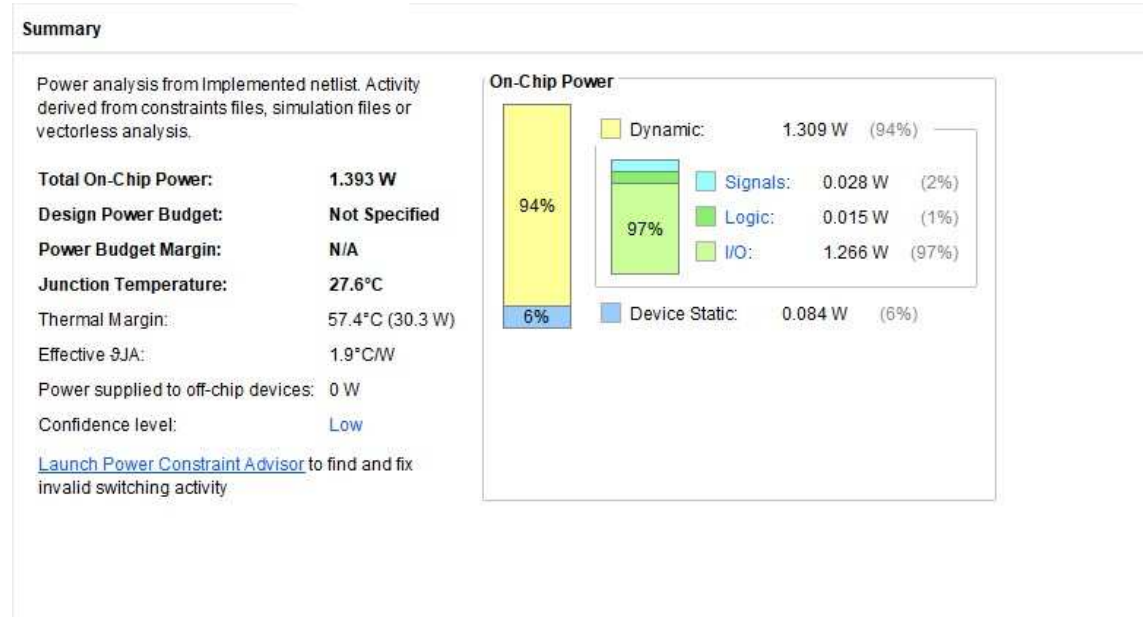 Summary
Power analysis from Implemented netlist. Activity
derived from constraints files, simulation files or
vectorless analysis.
Total On-Chip Power: 1.393 W
Design Power Budget: Not Specified
Power Budget Margin: N/A
Junction Temperature: 27.6°C
Thermal Margin: 57.4°C (30.3 W)
Effective ϑJA: 1.9°C/W
Power supplied to off-chip devices: 0 W
Confidence level: Low
Launch Power Constraint Advisor to find and fix
invalid switching activity
On-Chip Power
94%
6%
Dynamic: 1.309 W (94%)
97%
Signals: 0.028 W (2%)
Logic: 0.015 W (1%)
I/O: 1.266 W (97%)
Device Static: 0.084 W (6%)